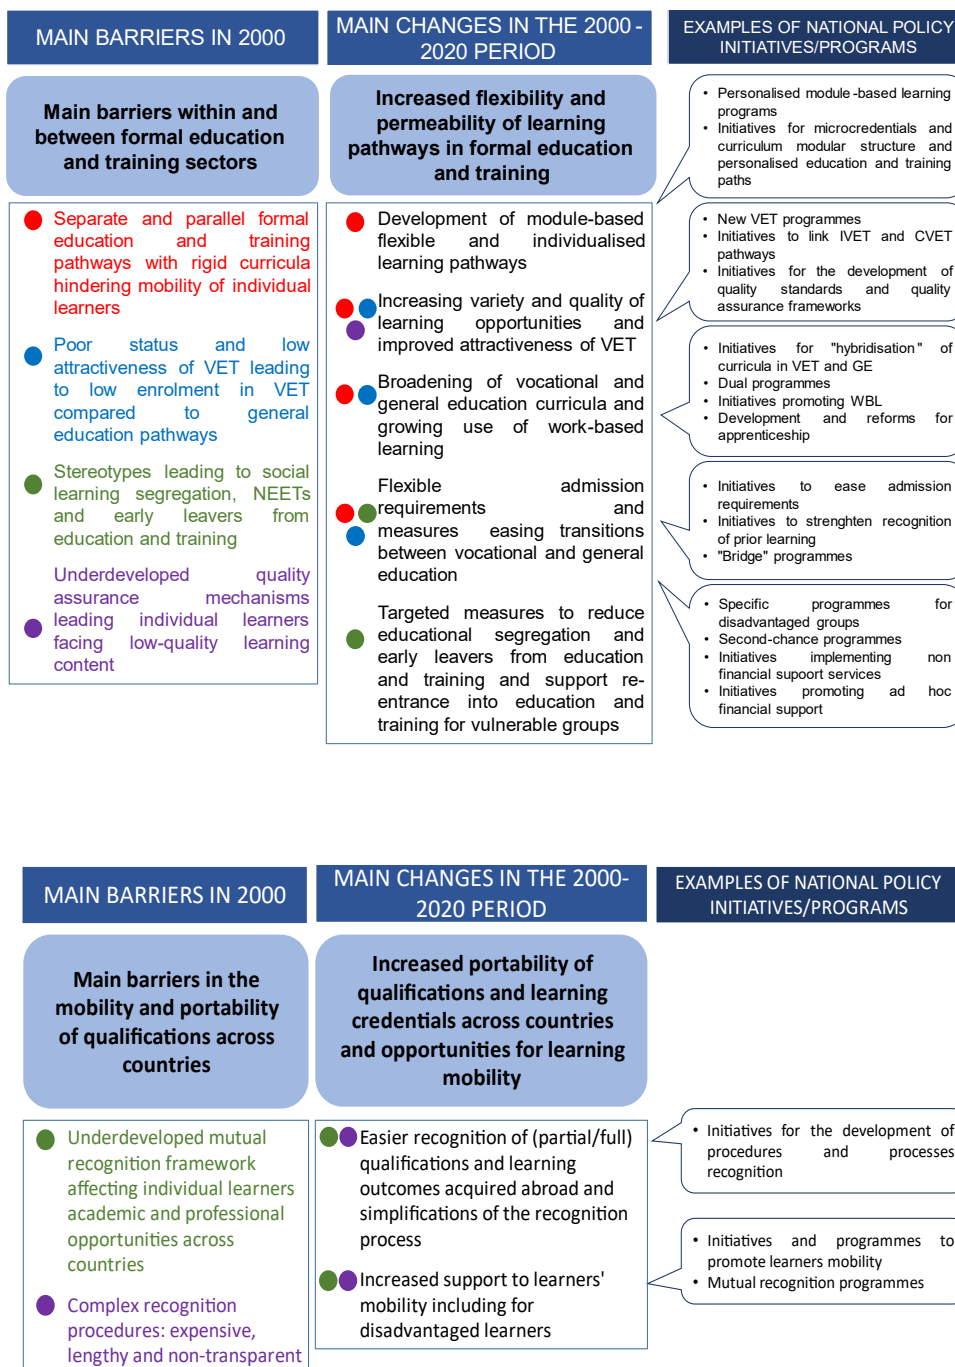 MAIN BARRIERS IN 2000
Main barriers within and
between formal education
and training sectors
Separate and parallel formal
education and training
pathways with rigid curricula
hindering mobility of individual
learners
Poor status and low
attractiveness of VET leading
to low enrolment in VET
compared to general
education pathways
Stereotypes leading to social
learning segregation, NEETs
and early leavers from
education and training
Underdeveloped quality
assurance mechanisms
leading individual learners
facing low-quality learning
content
MAIN CHANGES IN THE 2000-
2020 PERIOD
Increased flexibility and
permeability of learning
pathways in formal education
and training
Development of module-based
flexible and individualised
learning pathways
Increasing variety and quality of
learning opportunities and
improved attractiveness of VET
Broadening of vocational and
general education curricula and
growing use of work-based
learning
Flexible admission
requirements and
measures easing transitions
between vocational and general
education
Targeted measures to reduce
educational segregation and
early leavers from education
and training and support re-
entrance into education and
training for vulnerable groups
EXAMPLES OF NATIONAL POLICY
INITIATIVES/PROGRAMS
• Personalised module-based learning
programs
• Initiatives for microcredentials and
curriculum modular structure and
personalised education and training
paths
• New VET programmes
• Initiatives to link IVET and CVET
pathways
• Initiatives for the development of
quality standards and quality
assurance frameworks
• Initiatives for "hybridisation" of
curricula in VET and GE
• Dual programmes
• Initiatives promoting WBL
• Development and reforms for
apprenticeship
• Initiatives to ease admission
requirements
• Initiatives to strenghten recognition
of prior learning
• "Bridge" programmes
• Specific programmes for
disadvantaged groups
• Second-chance programmes
• Initiatives implementing non
financial supoort services
• Initiatives promoting ad hoc
financial support
MAIN BARRIERS IN 2000
Main barriers in the
mobility and portability
of qualifications across
countries
Underdeveloped mutual
recognition framework
affecting individual learners
academic and professional
opportunities across
countries
Complex recognition
procedures: expensive,
lengthy and non-transparent
MAIN CHANGES IN THE 2000-
2020 PERIOD
Increased portability of
qualifications and learning
credentials across countries
and opportunities for learning
mobility
Easier recognition of (partial/full)
qualifications and learning
outcomes acquired abroad and
simplifications of the recognition
process
Increased support to learners'
mobility including for
disadvantaged learners
EXAMPLES OF NATIONAL POLICY
INITIATIVES/PROGRAMS
• Initiatives for the development of
procedures and processes
recognition
• Initiatives and programmes to
promote learners mobility
• Mutual recognition programmes